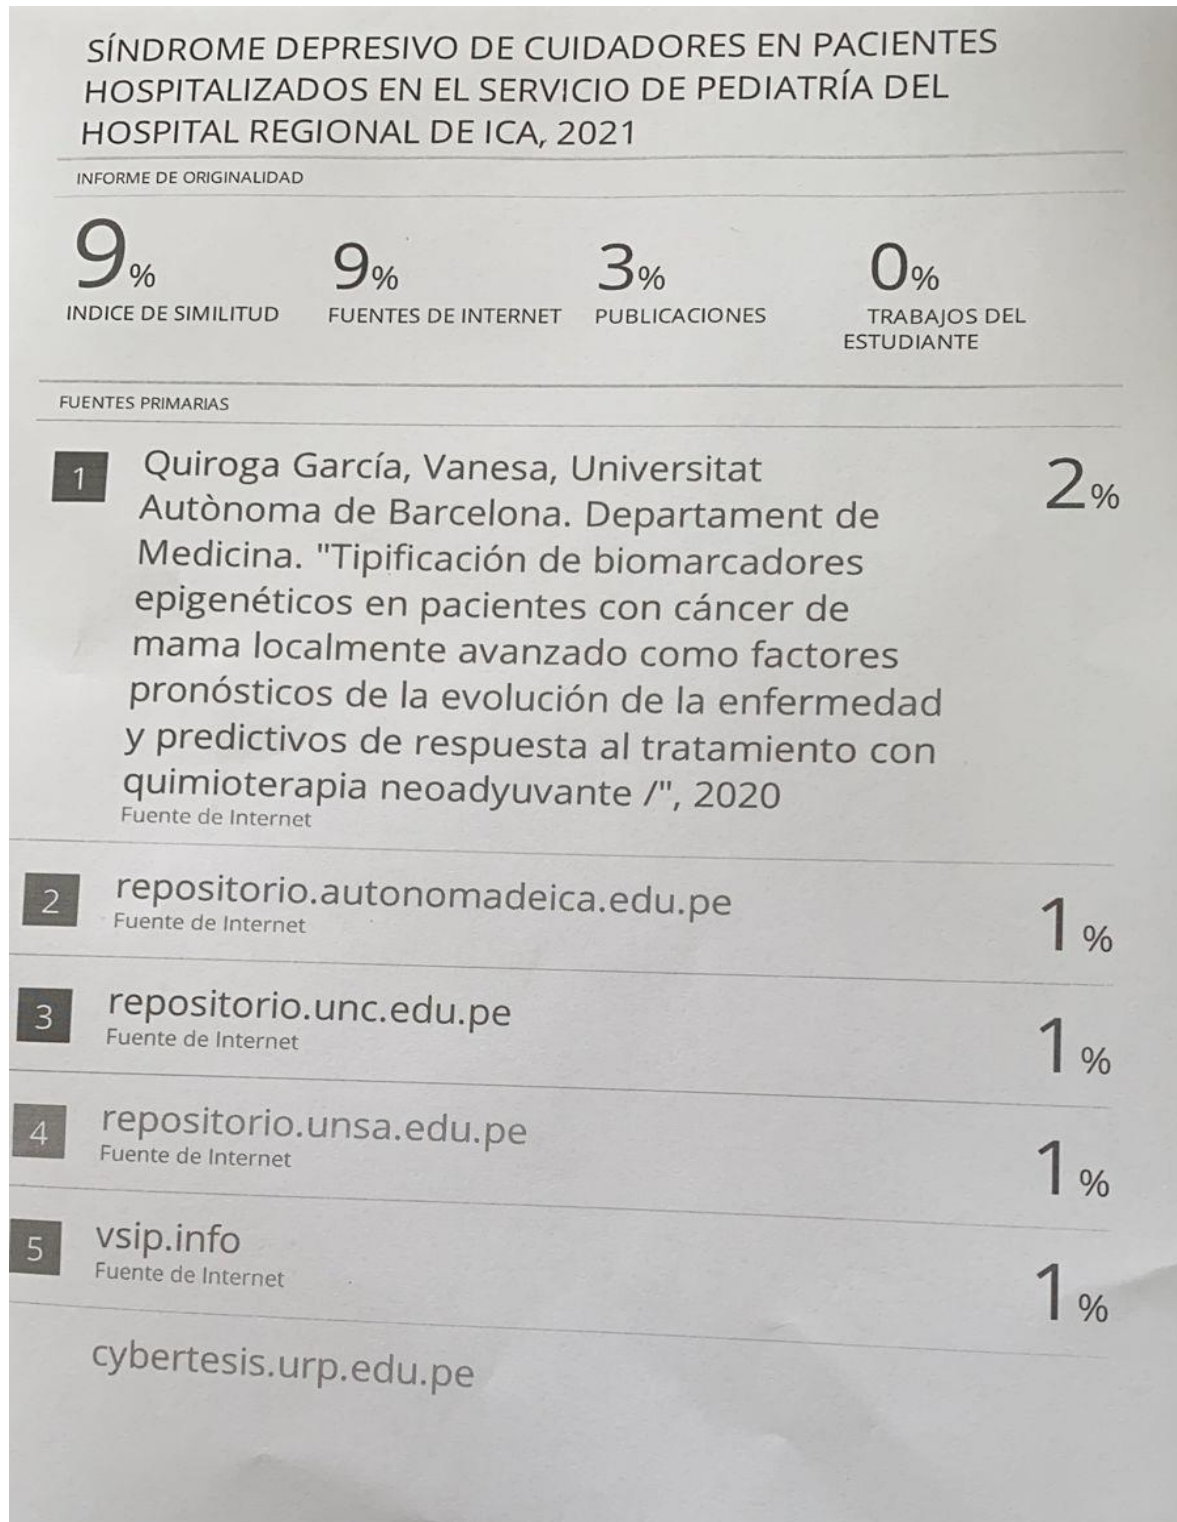 SÍNDROME DEPRESIVO DE CUIDADORES EN PACIENTES
HOSPITALIZADOS EN EL SERVICIO DE PEDIATRÍA DEL
HOSPITAL REGIONAL DE ICA, 2021
INFORME DE ORIGINALIDAD
9%
INDICE DE SIMILITUD
9%
FUENTES DE INTERNET
3%
PUBLICACIONES
0%
TRABAJOS DEL
ESTUDIANTE
FUENTES PRIMARIAS
1
Quiroga García, Vanesa, Universitat
Autònoma de Barcelona. Departament de
Medicina. "Tipificación de biomarcadores
epigenéticos en pacientes con cáncer de
mama localmente avanzado como factores
pronósticos de la evolución de la enfermedad
y predictivos de respuesta al tratamiento con
quimioterapia neoadyuvante /", 2020
Fuente de Internet
2%
2
repositorio.autonomadeica.edu.pe
Fuente de Internet
1%
3
repositorio.unc.edu.pe
Fuente de Internet
1%
4
repositorio.unsa.edu.pe
Fuente de Internet
1%
5
vsip.info
Fuente de Internet
1%
cybertesis.urp.edu.pe